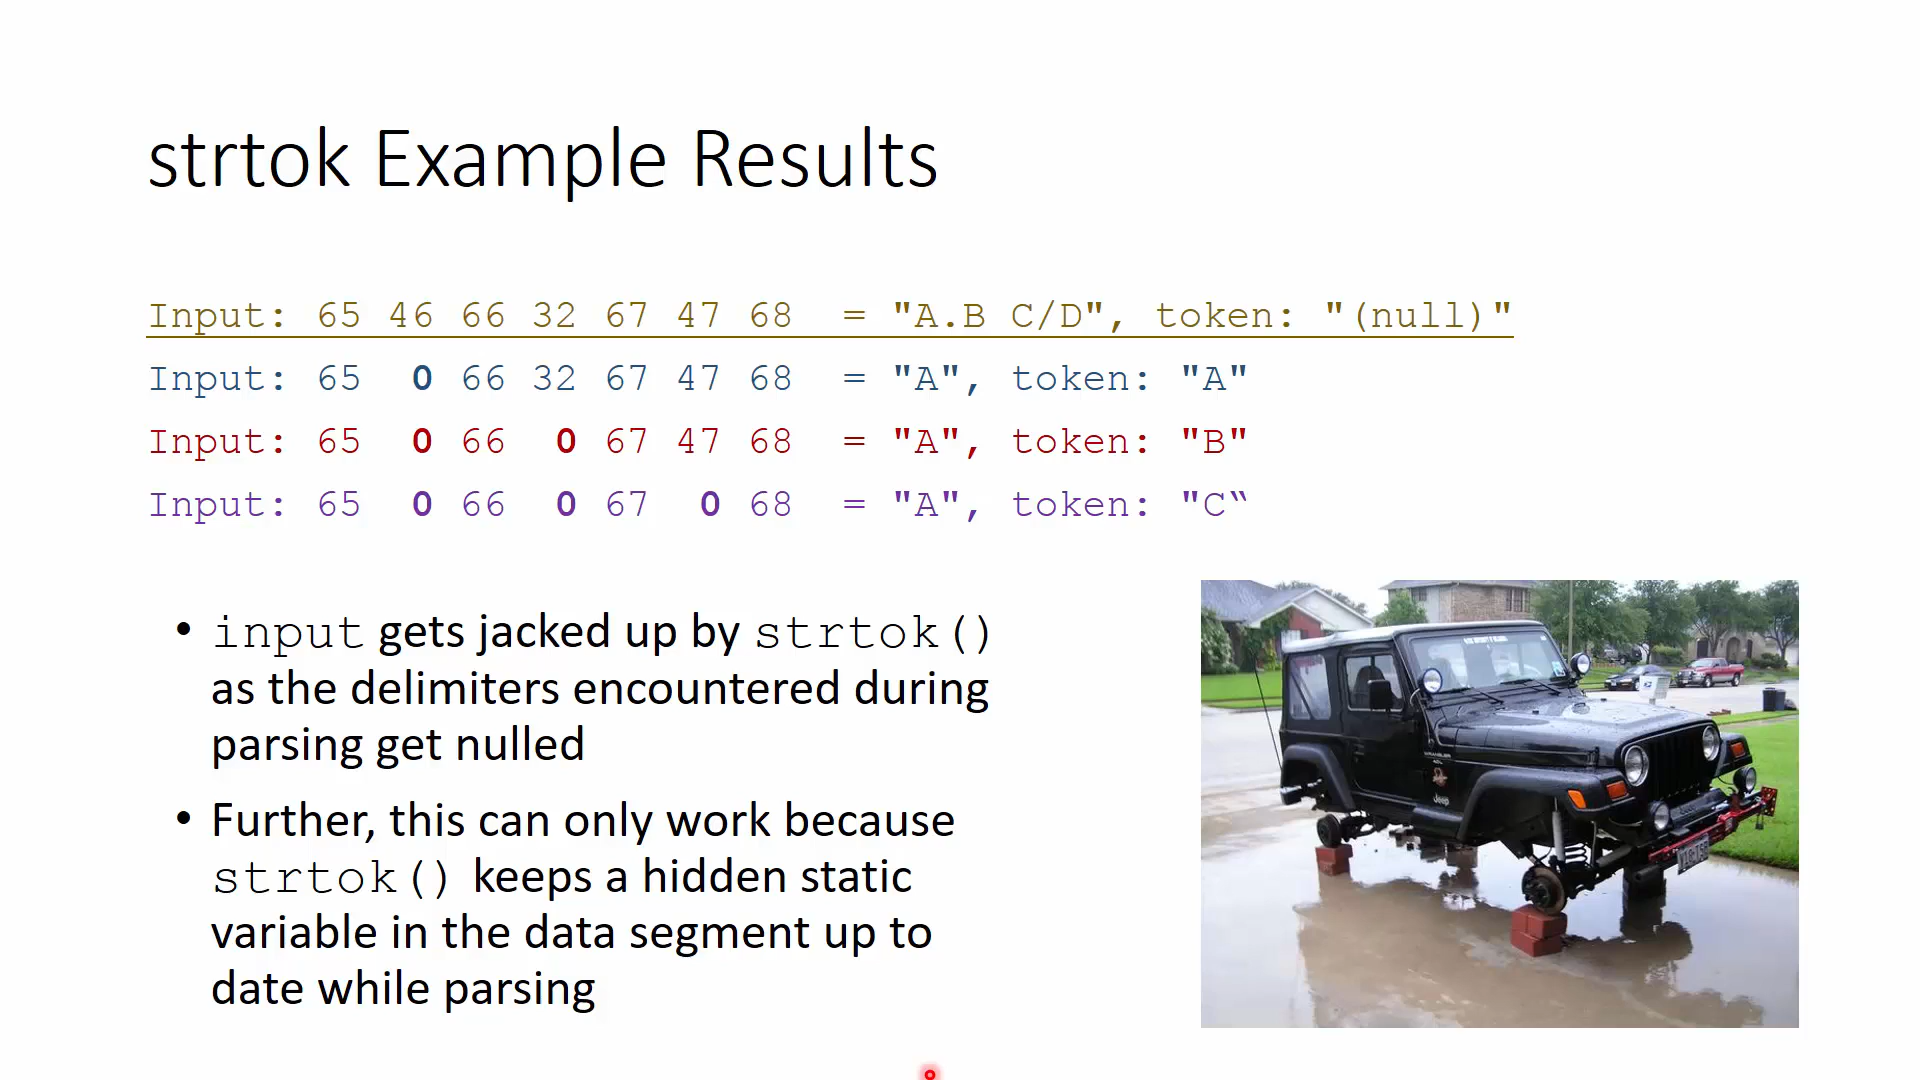 strtok Example Results
Input: 65 46 66 32 67 47 68 = "A.B C/D", token: "(null)"
Input: 65 0 66 32 67 47 68 = "A", token: "A"
Input: 65 0 66 0 67 47 68 = "A", token: "B"
Input: 65 0 66 0 67 0 68 = "A", token: "C“
• input gets jacked up by strtok()
as the delimiters encountered during
parsing get nulled
• Further, this can only work because
strtok() keeps a hidden static
variable in the data segment up to
date while parsing
Jeep